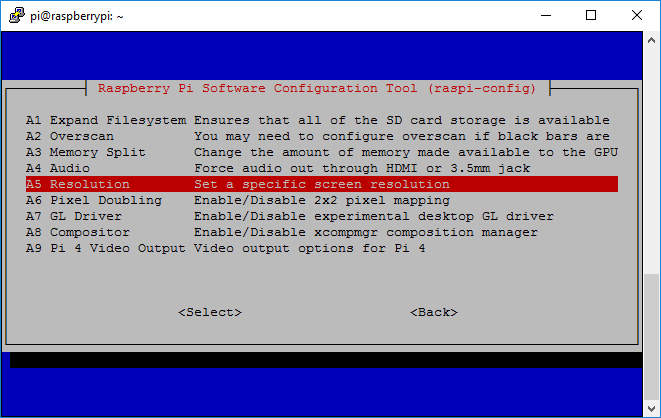 pi@raspberrypi: ~
Raspberry Pi Software Configuration Tool (raspi-config)
A1 Expand Filesystem Ensures that all of the SD card storage is available
A2 Overscan You may need to configure overscan if black bars are
A3 Memory Split Change the amount of memory made available to the GPU
A4 Audio Force audio out through HDMI or 3.5mm jack
A5 Resolution Set a specific screen resolution
A6 Pixel Doubling Enable/Disable 2x2 pixel mapping
A7 GL Driver Enable/Disable experimental desktop GL driver
A8 Compositor Enable/Disable xcompmgr composition manager
A9 Pi 4 Video Output Video output options for Pi 4
<Select> <Back>